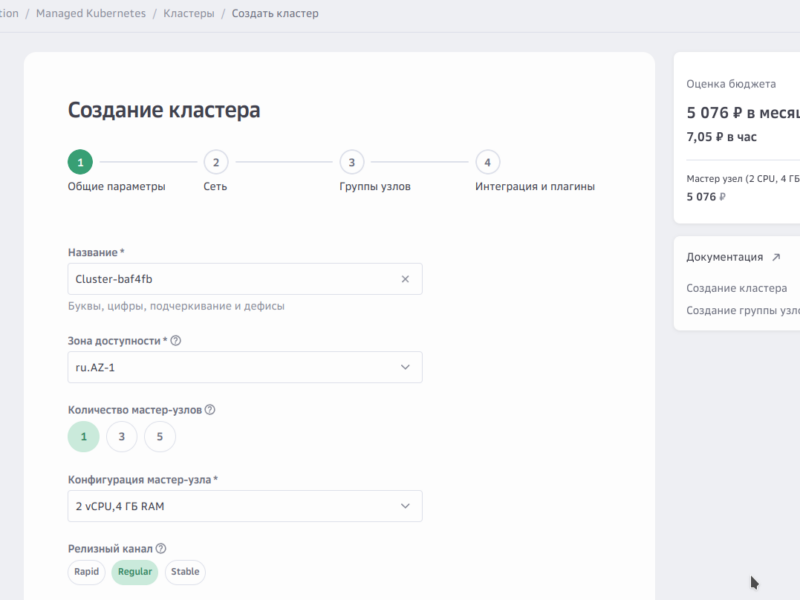 tion / Managed Kubernetes / Кластеры / Создать кластер
Создание кластера
1 2 3 4
Общие параметры Сеть Группы узлов Интеграция и плагины
Название *
Cluster-baf4fb
Буквы, цифры, подчеркивание и дефисы
Зона доступности *
ru.AZ-1
Количество мастер-узлов
1 3 5
Конфигурация мастер-узла *
2 vCPU,4 ГБ RAM
Релизный канал
Rapid Regular Stable
Оценка бюджета
5 076 ₽ в месяц
7,05 ₽ в час
Мастер узел (2 CPU, 4 ГБ
5 076 ₽
Документация
Создание кластера
Создание группы узло